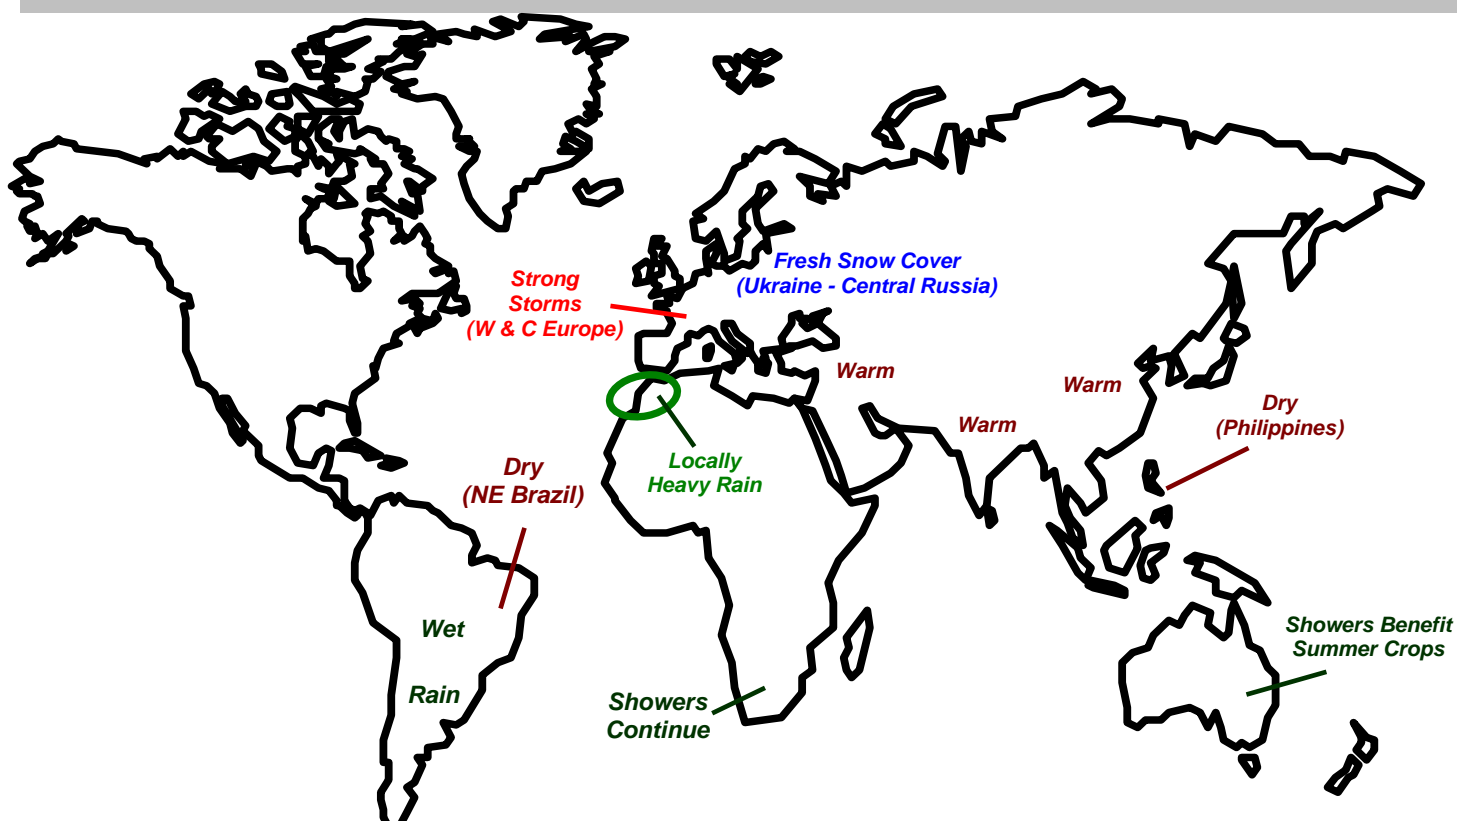 Fresh Snow Cover
(Ukraine - Central Russia)
Strong
Storms
(W & C Europe)
Warm
Warm
Warm
Dry
(Philippines)
Dry
(NE Brazil)
Locally
Heavy Rain
Wet
Rain
Showers
Continue
Showers Benefit
Summer Crops